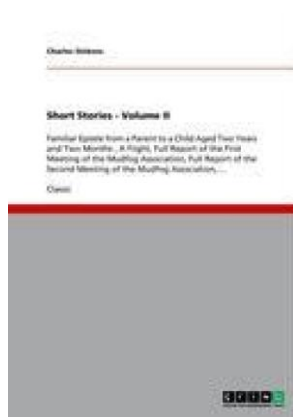 Charles Dickens
Short Stories - Volume II
Familiar Epistle from a Parent to a Child Aged Two Years
and Two Months , A Flight, Full Report of the First
Meeting of the Mudfog Association, Full Report of the
Second Meeting of the Mudfog Association, ...
Classic
GRIN